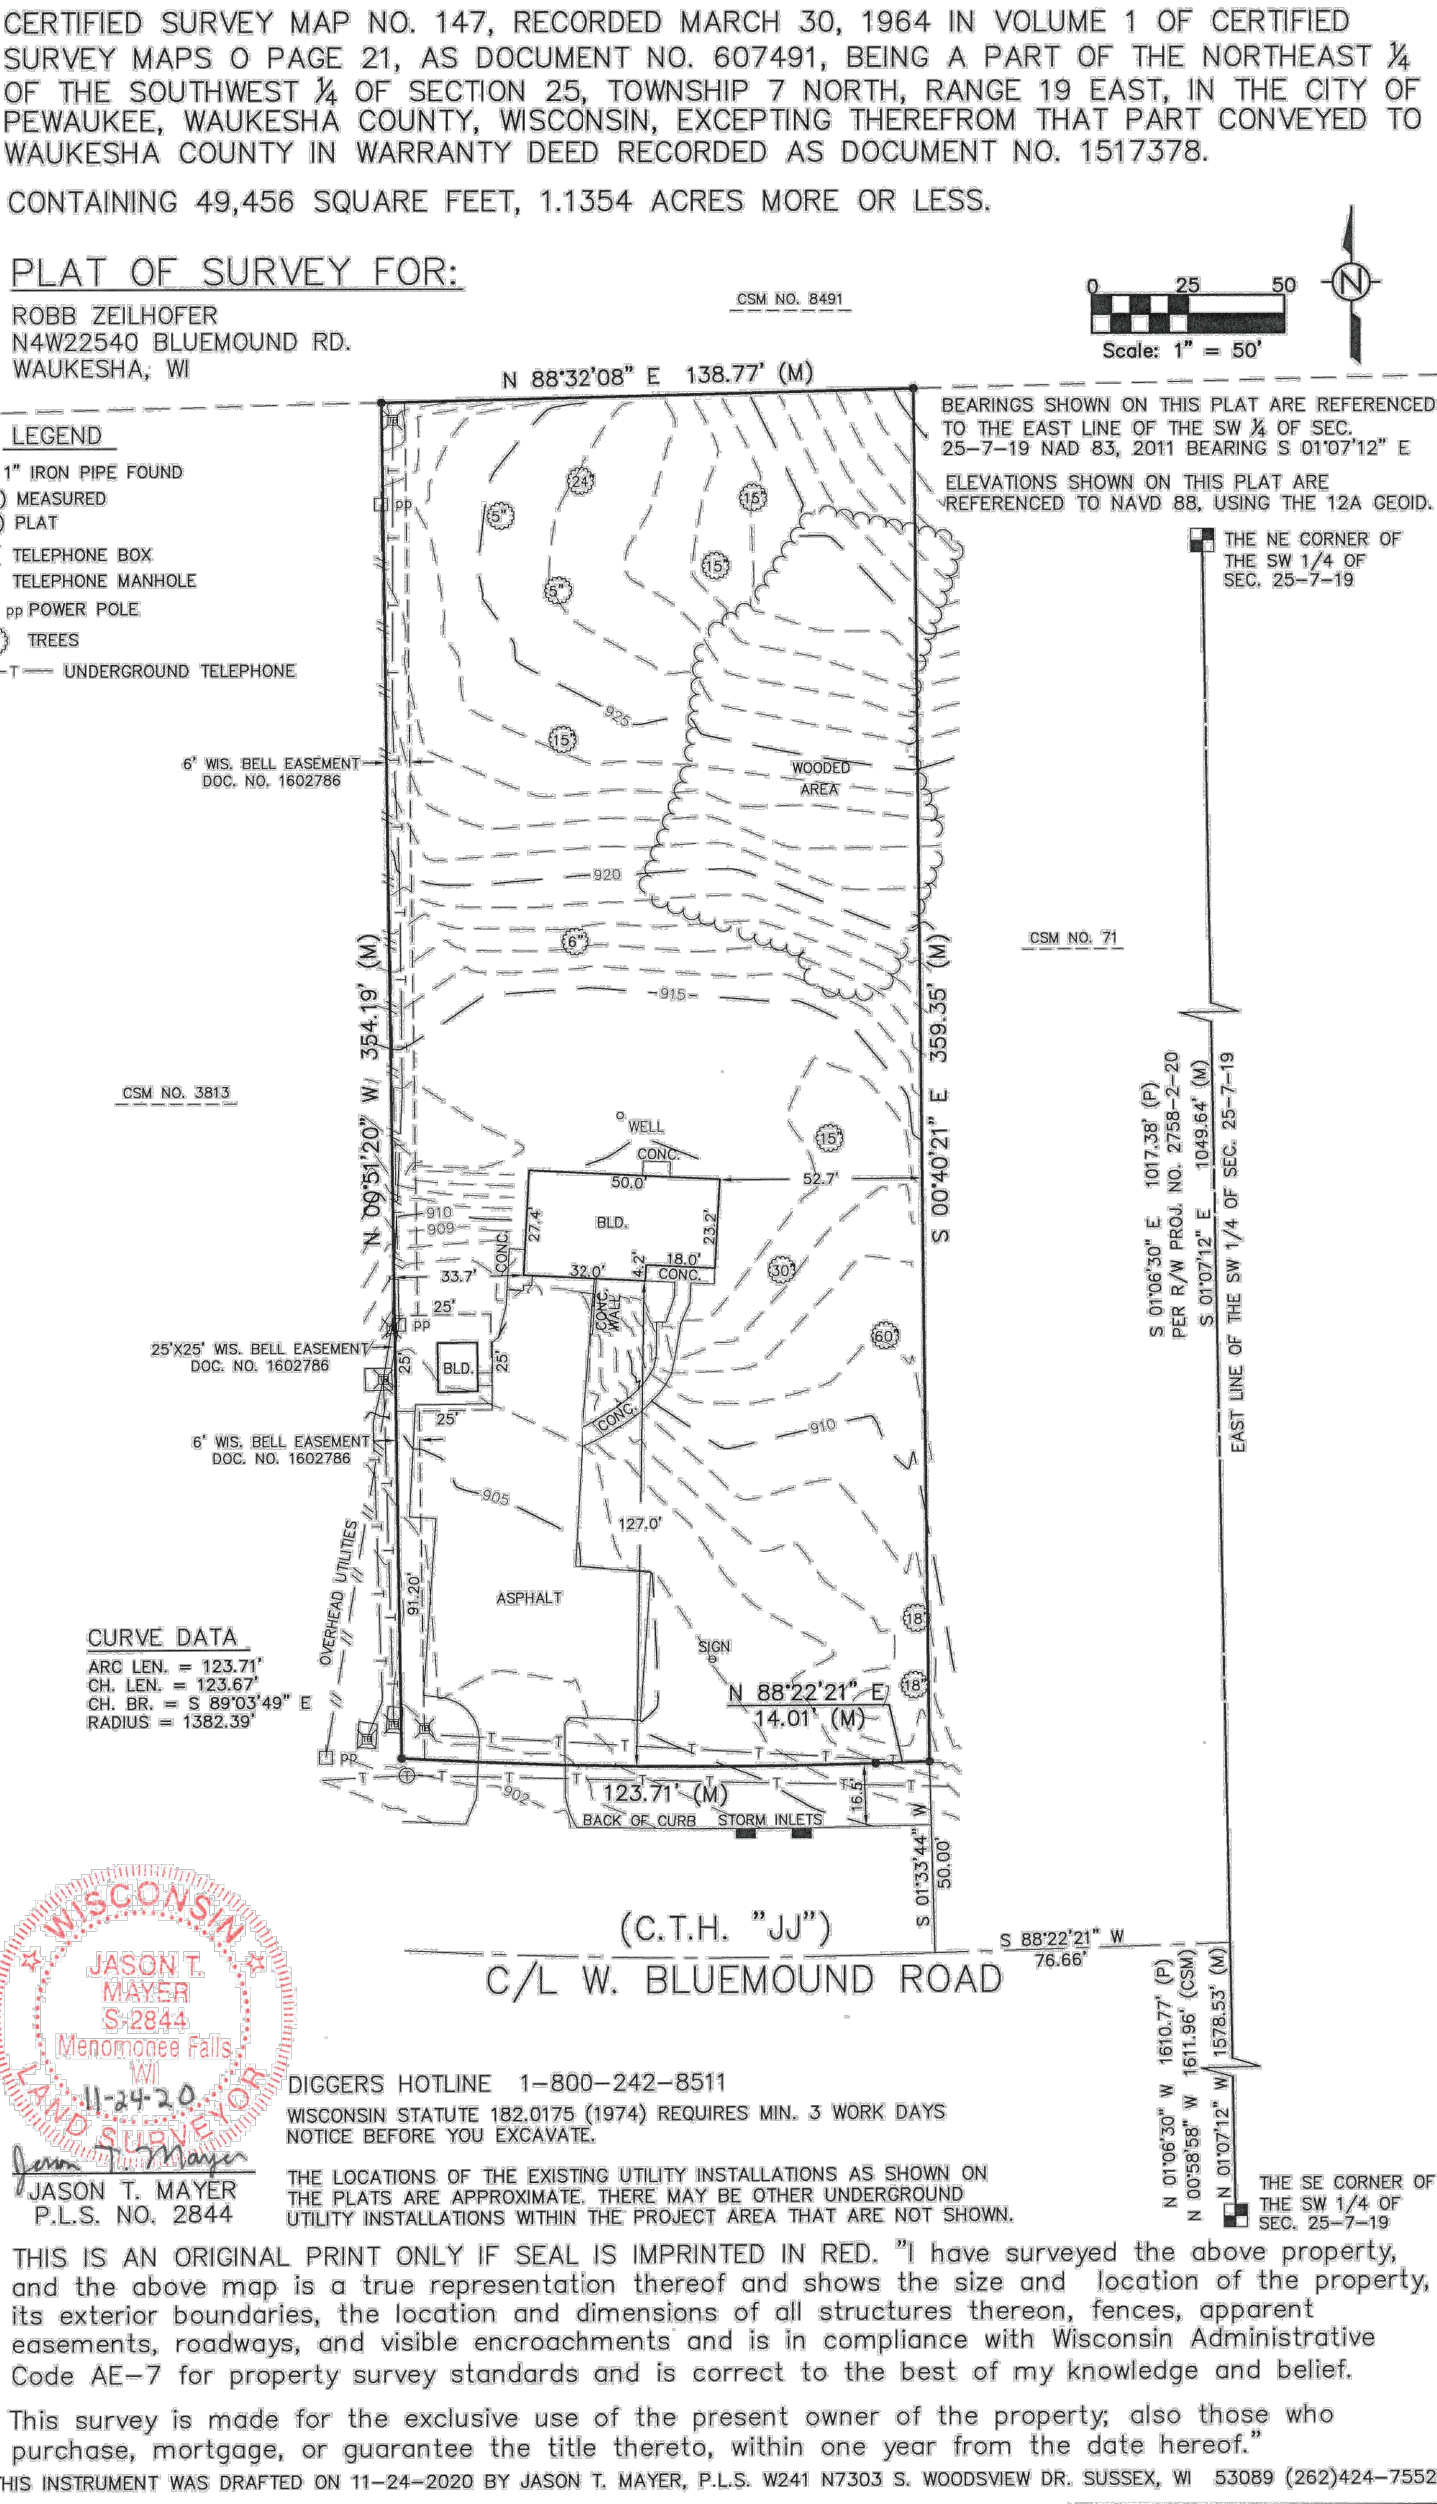 CERTIFIED SURVEY MAP NO. 147, RECORDED MARCH 30, 1964 IN VOLUME 1 OF CERTIFIED
SURVEY MAPS O PAGE 21, AS DOCUMENT NO. 607491, BEING A PART OF THE NORTHEAST ¼
OF THE SOUTHWEST ¼ OF SECTION 25, TOWNSHIP 7 NORTH, RANGE 19 EAST, IN THE CITY OF
PEWAUKEE, WAUKESHA COUNTY, WISCONSIN, EXCEPTING THEREFROM THAT PART CONVEYED TO
WAUKESHA COUNTY IN WARRANTY DEED RECORDED AS DOCUMENT NO. 1517378.
CONTAINING 49,456 SQUARE FEET, 1.1354 ACRES MORE OR LESS.
PLAT OF SURVEY FOR:
ROBB ZEILHOFER
N4W22540 BLUEMOUND RD.
WAUKESHA, WI
CSM NO. 8491
0 25 50
Scale: 1" = 50'
N
N 88°32'08" E 138.77' (M)
BEARINGS SHOWN ON THIS PLAT ARE REFERENCED
TO THE EAST LINE OF THE SW ¼ OF SEC.
25-7-19 NAD 83, 2011 BEARING S 01°07'12" E
ELEVATIONS SHOWN ON THIS PLAT ARE
REFERENCED TO NAVD 88, USING THE 12A GEOID.
LEGEND
1" IRON PIPE FOUND
) MEASURED
) PLAT
TELEPHONE BOX
TELEPHONE MANHOLE
pp POWER POLE
TREES
-T— UNDERGROUND TELEPHONE
TB
pp
24"
5"
15"
15"
5"
THE NE CORNER OF
THE SW 1/4 OF
SEC. 25-7-19
925
15"
6' WIS. BELL EASEMENT
DOC. NO. 1602786
WOODED
AREA
920
6"
915
354.19' (M)
N 00°51'20" W
359.35' (M)
S 00°40'21" E
CSM NO. 71
CSM NO. 3813
S 01°06'30" E 1017.38' (P)
PER R/W PROJ. NO. 2758-2-20
S 01°07'12" E 1049.64' (M)
EAST LINE OF THE SW 1/4 OF SEC. 25-7-19
WELL
CONC.
15"
50.0'
52.7'
910
909
27.4'
BLD.
23.2'
CONC.
33.7'
32.0'
4.2'
18.0'
CONC.
30"
25'
pp
CONC.
WALL
60"
25'X25' WIS. BELL EASEMENT
DOC. NO. 1602786
25'
BLD.
25'
TB
25'
CONC.
910
6' WIS. BELL EASEMENT
DOC. NO. 1602786
905
127.0'
OVERHEAD UTILITIES
91.20'
ASPHALT
18"
SIGN
18"
CURVE DATA
ARC LEN. = 123.71'
CH. LEN. = 123.67'
CH. BR. = S 89°03'49" E
RADIUS = 1382.39'
N 88°22'21" E
14.01' (M)
TB
TB
TB
pp
T T T T T T
T T T T T T T T
902
123.71' (M)
16.5'
BACK OF CURB STORM INLETS
S 01°33'44" W
50.00'
(C.T.H. "JJ")
S 88°22'21" W
76.66'
C/L W. BLUEMOUND ROAD
N 01°06'30" W 1610.77' (P)
N 00°58'58" W 1611.96' (CSM)
N 01°07'12" W 1578.53' (M)
WISCONSIN
JASON T.
MAYER
S-2844
Menomonee Falls
WI
11-24-20
LAND SURVEYOR
Jason T. Mayer
JASON T. MAYER
P.L.S. NO. 2844
DIGGERS HOTLINE 1-800-242-8511
WISCONSIN STATUTE 182.0175 (1974) REQUIRES MIN. 3 WORK DAYS
NOTICE BEFORE YOU EXCAVATE.
THE LOCATIONS OF THE EXISTING UTILITY INSTALLATIONS AS SHOWN ON
THE PLATS ARE APPROXIMATE. THERE MAY BE OTHER UNDERGROUND
UTILITY INSTALLATIONS WITHIN THE PROJECT AREA THAT ARE NOT SHOWN.
THE SE CORNER OF
THE SW 1/4 OF
SEC. 25-7-19
THIS IS AN ORIGINAL PRINT ONLY IF SEAL IS IMPRINTED IN RED. "I have surveyed the above property,
and the above map is a true representation thereof and shows the size and location of the property,
its exterior boundaries, the location and dimensions of all structures thereon, fences, apparent
easements, roadways, and visible encroachments and is in compliance with Wisconsin Administrative
Code AE-7 for property survey standards and is correct to the best of my knowledge and belief.
This survey is made for the exclusive use of the present owner of the property; also those who
purchase, mortgage, or guarantee the title thereto, within one year from the date hereof."
HIS INSTRUMENT WAS DRAFTED ON 11-24-2020 BY JASON T. MAYER, P.L.S. W241 N7303 S. WOODSVIEW DR. SUSSEX, WI 53089 (262)424-7552